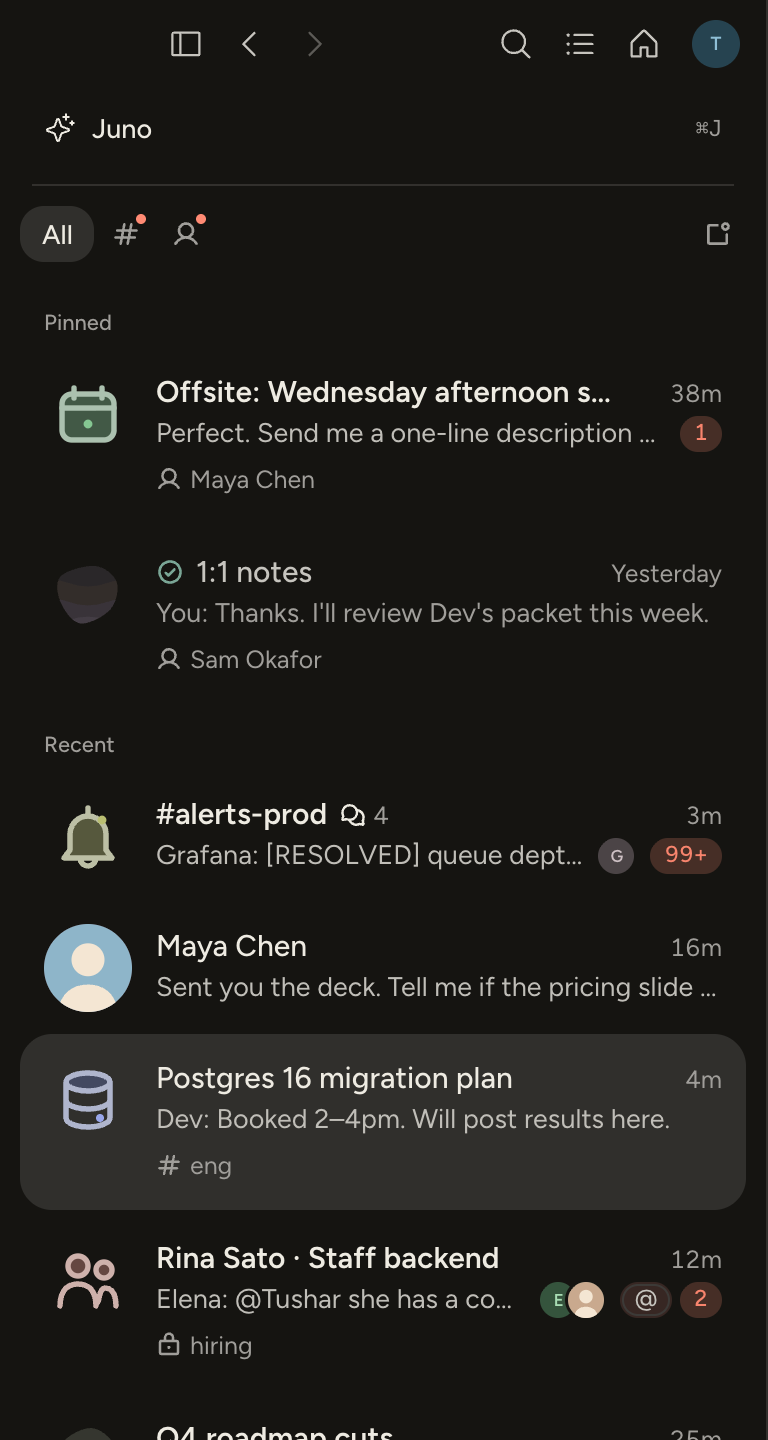 T
Juno
⌘J
All
Pinned
Offsite: Wednesday afternoon s...
38m
Perfect. Send me a one-line description ...
1
Maya Chen
1:1 notes
Yesterday
You: Thanks. I'll review Dev's packet this week.
Sam Okafor
Recent
#alerts-prod
4
3m
Grafana: [RESOLVED] queue dept...
G
99+
Maya Chen
16m
Sent you the deck. Tell me if the pricing slide ...
Postgres 16 migration plan
4m
Dev: Booked 2–4pm. Will post results here.
# eng
Rina Sato · Staff backend
12m
Elena: @Tushar she has a co...
E
@
2
hiring
Q4 roadmap cuts
25m